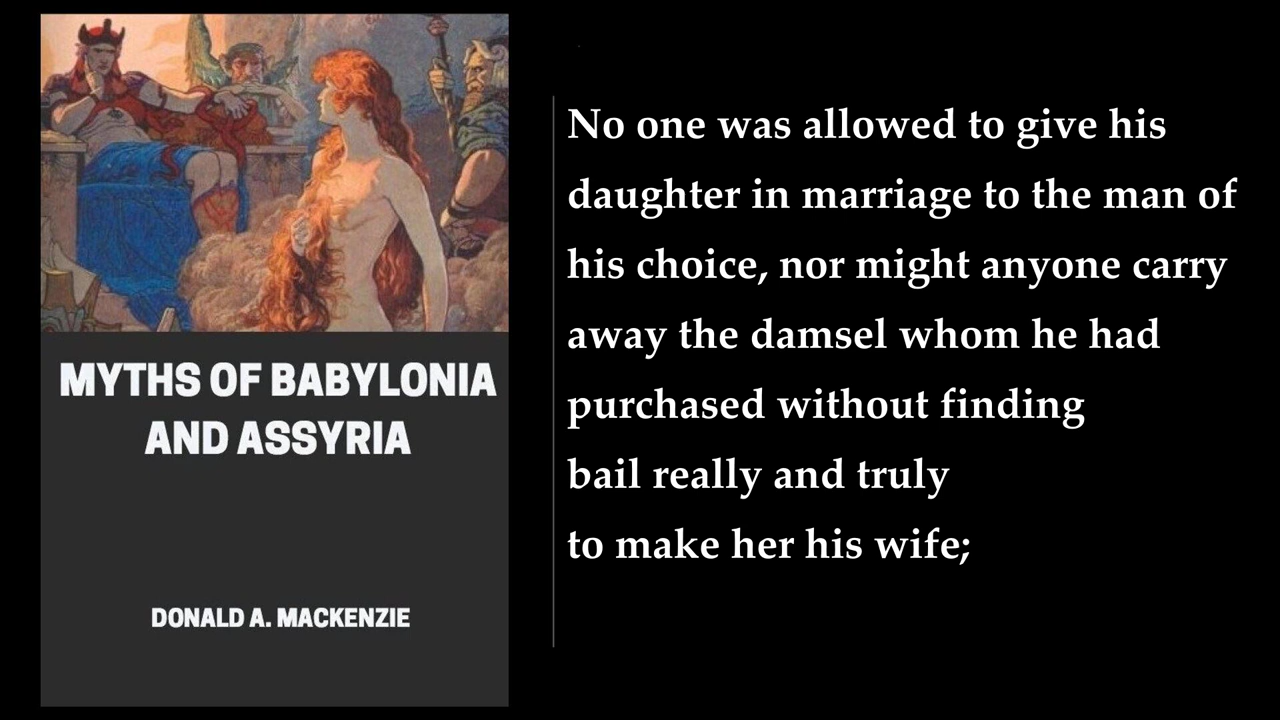 MYTHS OF BABYLONIA
AND ASSYRIA
DONALD A. MACKENZIE
No one was allowed to give his
daughter in marriage to the man of
his choice, nor might anyone carry
away the damsel whom he had
purchased without finding
bail really and truly
to make her his wife;